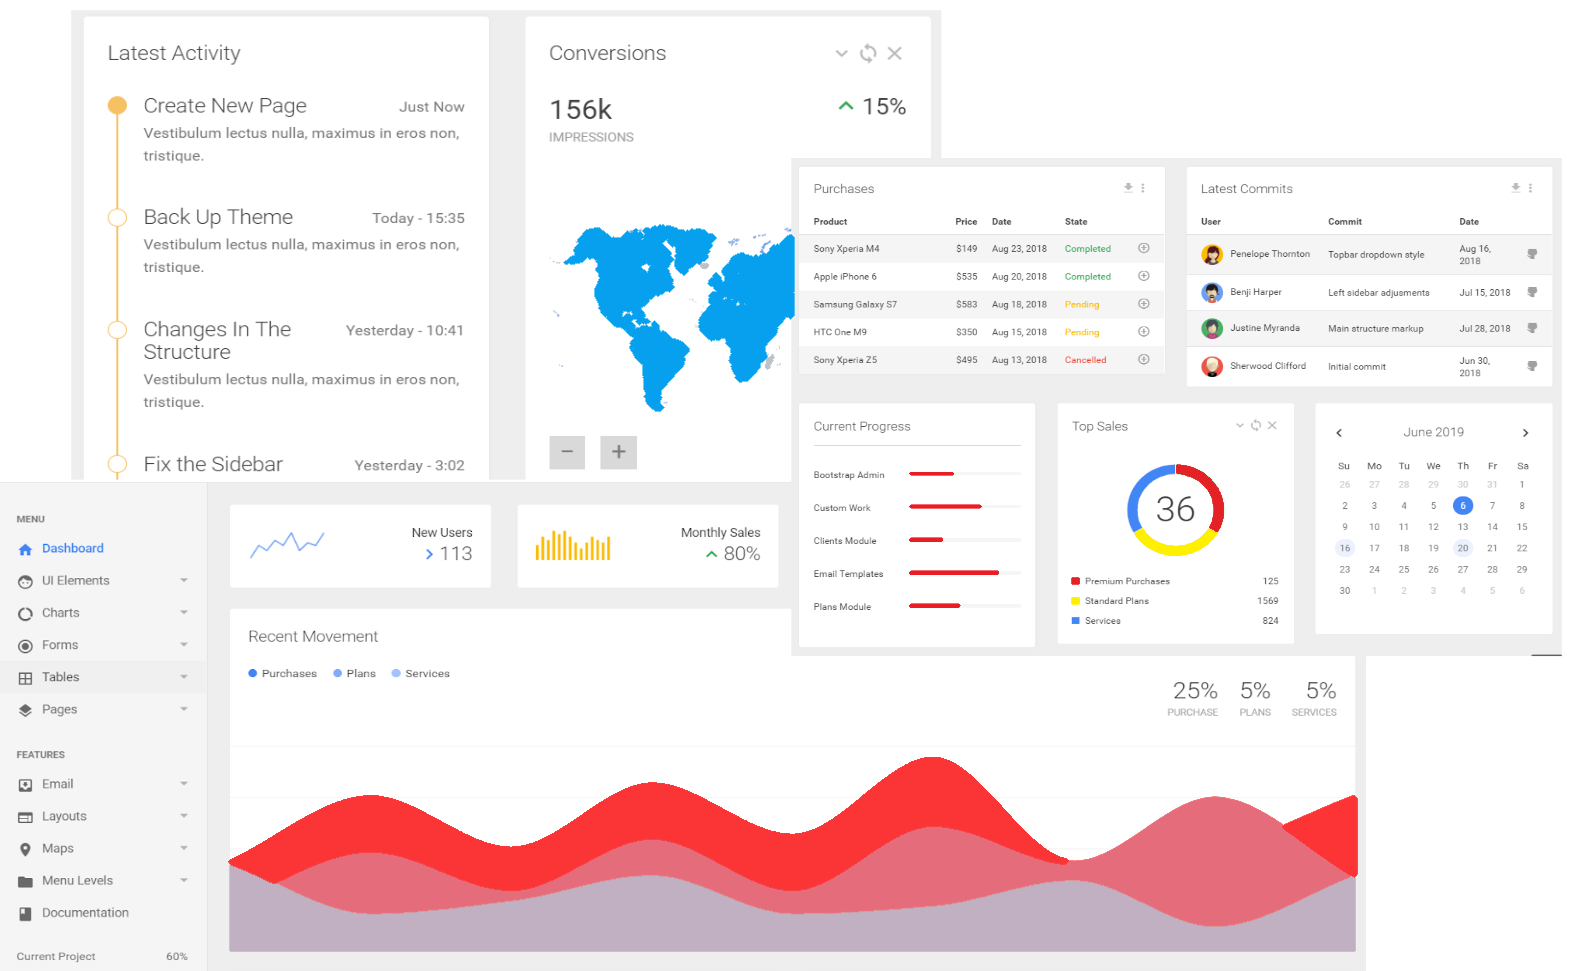 Latest Activity
Create New Page Just Now
Vestibulum lectus nulla, maximus in eros non,
tristique.
Back Up Theme Today - 15:35
Vestibulum lectus nulla, maximus in eros non,
tristique.
Changes In The Yesterday - 10:41
Structure
Vestibulum lectus nulla, maximus in eros non,
tristique.
Fix the Sidebar Yesterday - 3:02
Conversions
156k 15%
IMPRESSIONS
− +
Purchases
Product Price Date State
Sony Xperia M4 $149 Aug 23, 2018 Completed
Apple iPhone 6 $535 Aug 20, 2018 Completed
Samsung Galaxy S7 $583 Aug 18, 2018 Pending
HTC One M9 $350 Aug 15, 2018 Pending
Sony Xperia Z5 $495 Aug 13, 2018 Cancelled
Latest Commits
User Commit Date
Penelope Thornton Topbar dropdown style Aug 16,
2018
Benji Harper Left sidebar adjusments Jul 15, 2018
Justine Myranda Main structure markup Jul 28, 2018
Sherwood Clifford Initial commit Jun 30,
2018
Current Progress
Bootstrap Admin
Custom Work
Clients Module
Email Templates
Plans Module
Top Sales
36
Premium Purchases 125
Standard Plans 1569
Services 824
June 2019
Su Mo Tu We Th Fr Sa
26 27 28 29 30 31 1
2 3 4 5 6 7 8
9 10 11 12 13 14 15
16 17 18 19 20 21 22
23 24 25 26 27 28 29
30 1 2 3 4 5 6
MENU
Dashboard
UI Elements
Charts
Forms
Tables
Pages
FEATURES
Email
Layouts
Maps
Menu Levels
Documentation
Current Project 60%
New Users
113
Monthly Sales
80%
Recent Movement
Purchases Plans Services
25% 5% 5%
PURCHASE PLANS SERVICES